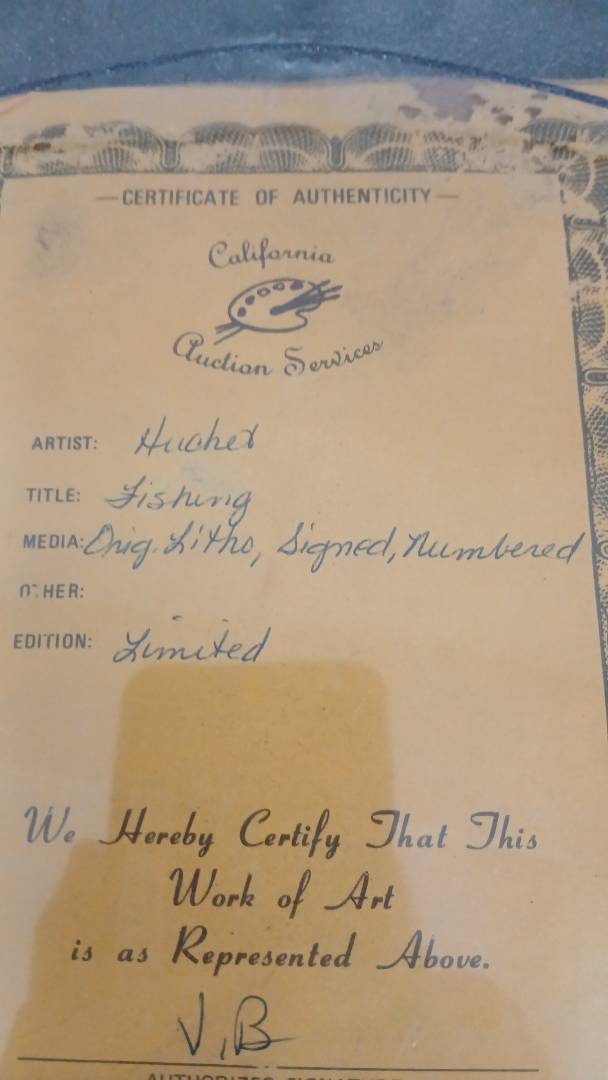 —CERTIFICATE OF AUTHENTICITY—
California
Auction Services
ARTIST: Huchet
TITLE: Fishing
MEDIA: Orig. Litho, Signed, Numbered
OTHER:
EDITION: Limited
We Hereby Certify That This
Work of Art
is as Represented Above.
V.B